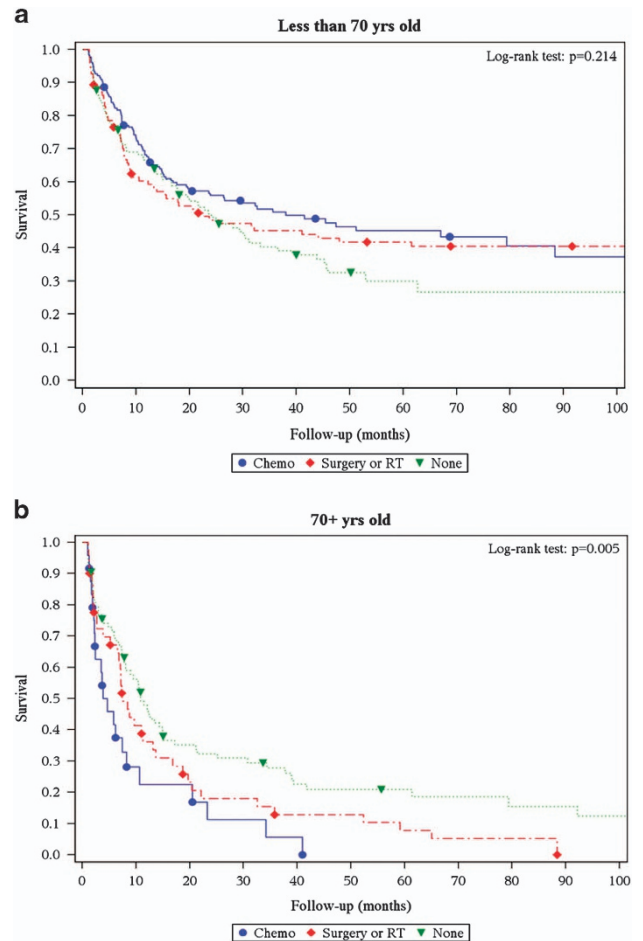 a
Less than 70 yrs old
Log-rank test: p=0.214
1.0
0.9
0.8
0.7
0.6
0.5
0.4
0.3
0.2
0.1
0.0
Survival
0 10 20 30 40 50 60 70 80 90 100
Follow-up (months)
Chemo Surgery or RT None
b
70+ yrs old
Log-rank test: p=0.005
1.0
0.9
0.8
0.7
0.6
0.5
0.4
0.3
0.2
0.1
0.0
Survival
0 10 20 30 40 50 60 70 80 90 100
Follow-up (months)
Chemo Surgery or RT None